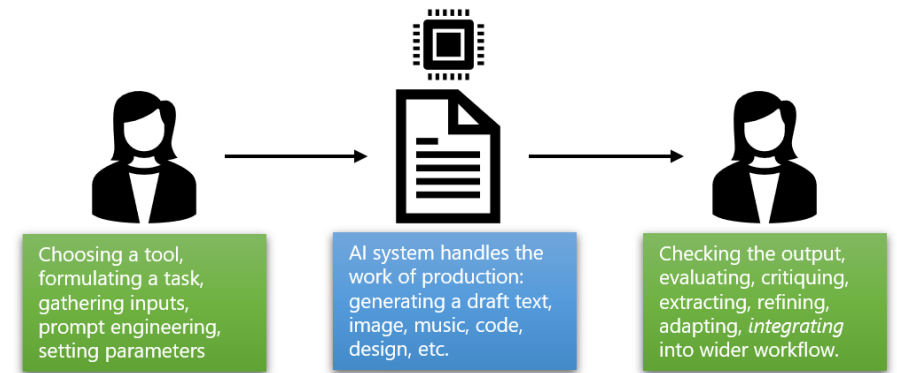 Choosing a tool,
formulating a task,
gathering inputs,
prompt engineering,
setting parameters
AI system handles the
work of production:
generating a draft text,
image, music, code,
design, etc.
Checking the output,
evaluating, critiquing,
extracting, refining,
adapting, integrating
into wider workflow.